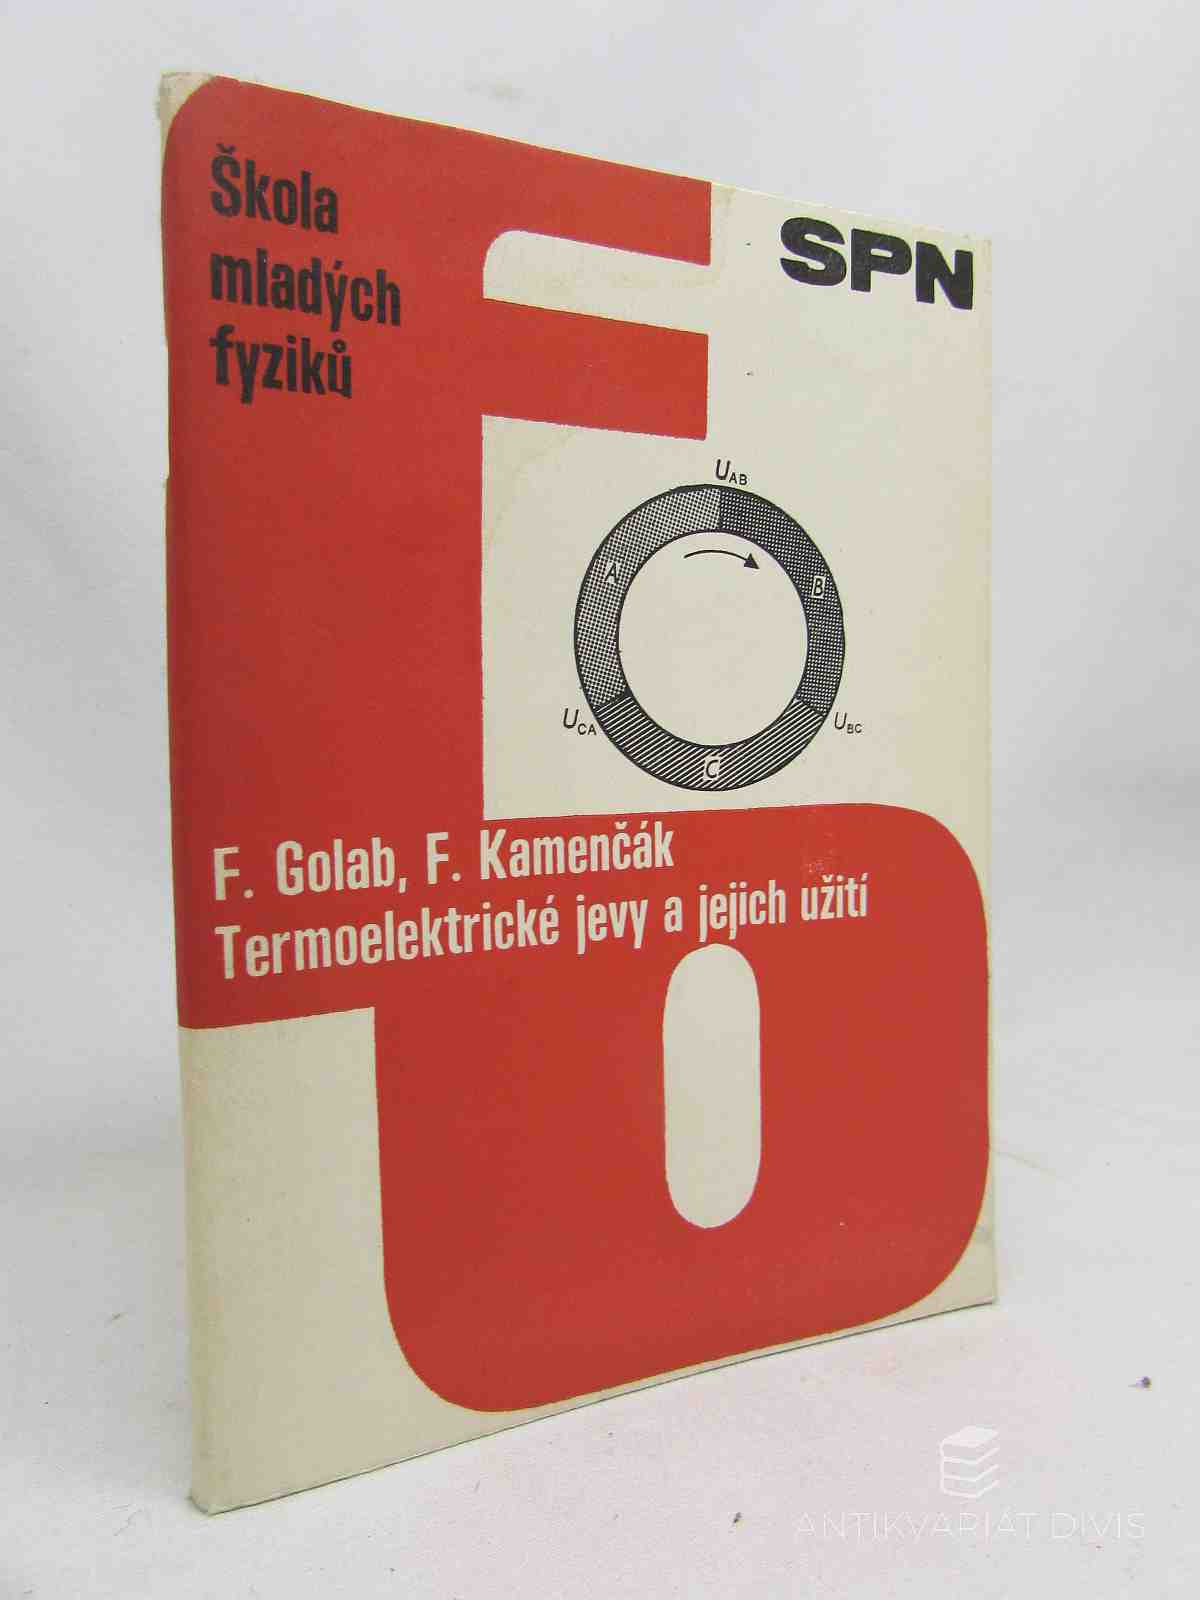 Škola
mladých
fyziků
SPN
UAB
A
B
UCA
UBC
C
F. Golab, F. Kamenčák
Termoelektrické jevy a jejich užití
ANTIKVARIÁT DIVIŠ